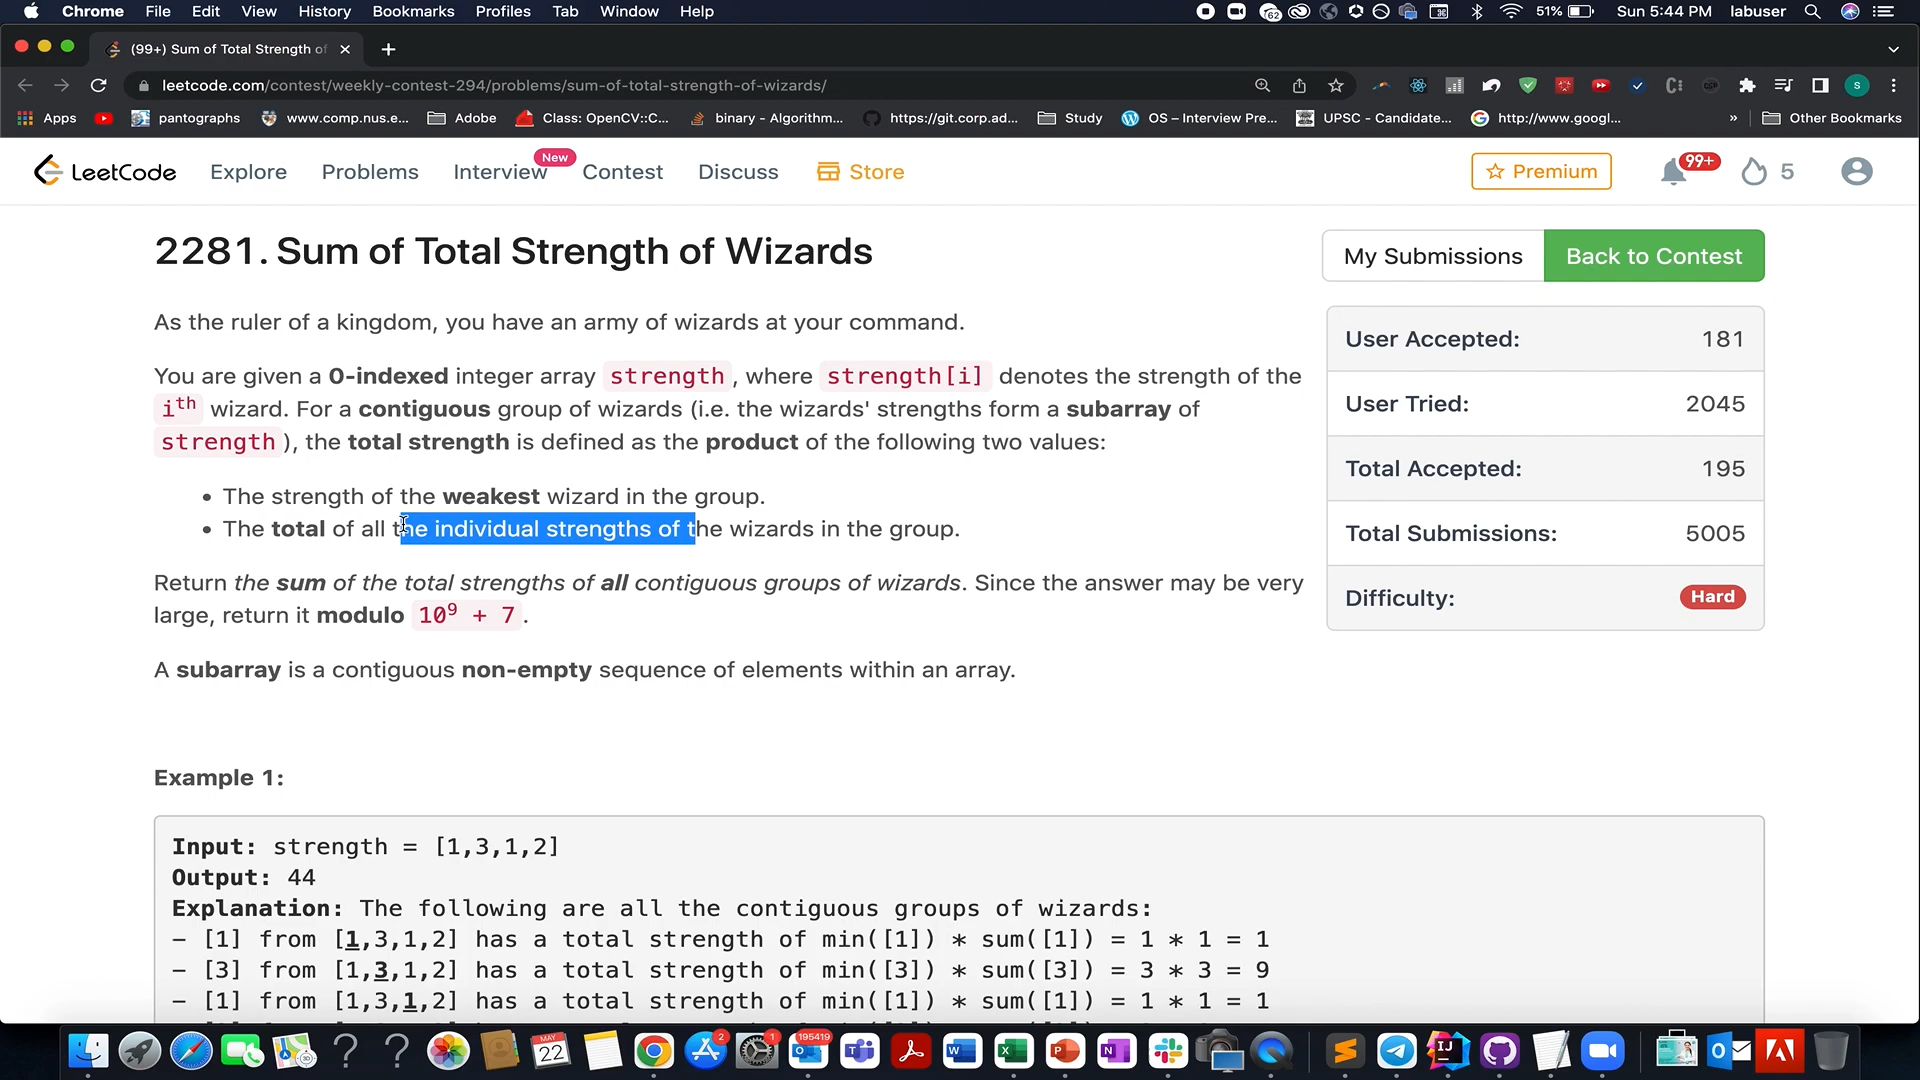 Chrome File Edit View History Bookmarks Profiles Tab Window Help 62 51% Sun 5:44 PM labuser
(99+) Sum of Total Strength of
leetcode.com/contest/weekly-contest-294/problems/sum-of-total-strength-of-wizards/
Apps pantographs www.comp.nus.e... Adobe Class: OpenCV::C... binary - Algorithm... https://git.corp.ad... Study OS – Interview Pre... UPSC - Candidate... http://www.googl... » Other Bookmarks
LeetCode Explore Problems Interview New Contest Discuss Store Premium 99+ 5
2281. Sum of Total Strength of Wizards
My Submissions Back to Contest
As the ruler of a kingdom, you have an army of wizards at your command.
You are given a 0-indexed integer array strength, where strength[i] denotes the strength of the
ith wizard. For a contiguous group of wizards (i.e. the wizards' strengths form a subarray of
strength), the total strength is defined as the product of the following two values:
• The strength of the weakest wizard in the group.
• The total of all the individual strengths of the wizards in the group.
Return the sum of the total strengths of all contiguous groups of wizards. Since the answer may be very
large, return it modulo 10⁹ + 7.
A subarray is a contiguous non-empty sequence of elements within an array.
User Accepted: 181
User Tried: 2045
Total Accepted: 195
Total Submissions: 5005
Difficulty: Hard
Example 1:
Input: strength = [1,3,1,2]
Output: 44
Explanation: The following are all the contiguous groups of wizards:
- [1] from [1,3,1,2] has a total strength of min([1]) * sum([1]) = 1 * 1 = 1
- [3] from [1,3,1,2] has a total strength of min([3]) * sum([3]) = 3 * 3 = 9
- [1] from [1,3,1,2] has a total strength of min([1]) * sum([1]) = 1 * 1 = 1
MAY 22 2 1 195419